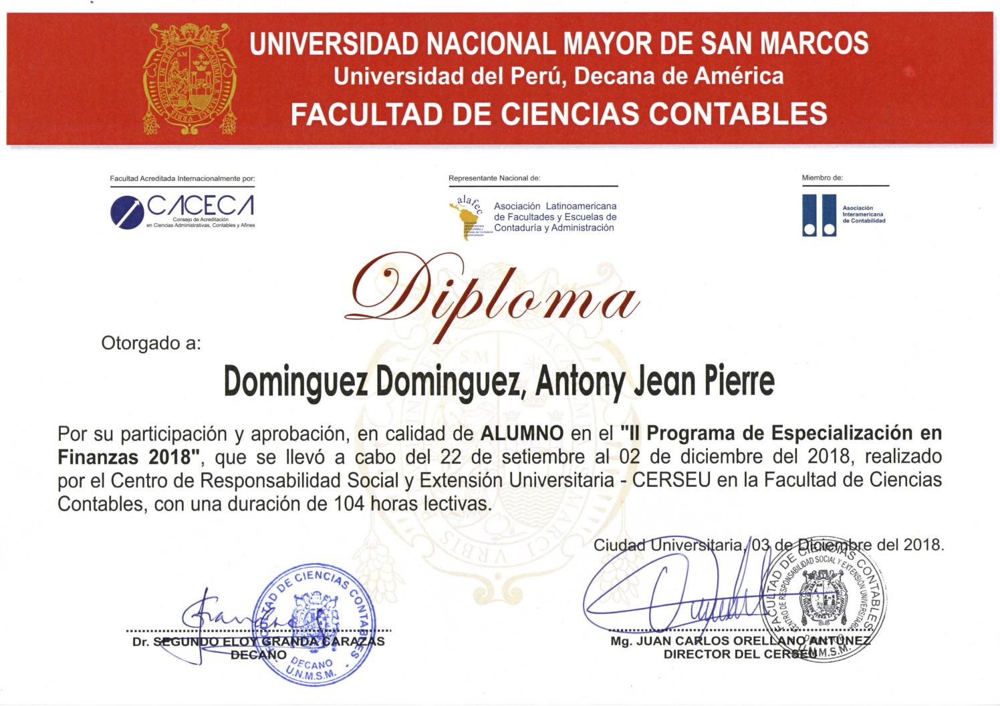 UNIVERSIDAD NACIONAL MAYOR DE SAN MARCOS
Universidad del Perú, Decana de América
FACULTAD DE CIENCIAS CONTABLES
Facultad Acreditada Internacionalmente por:
CACECA
Consejo de Acreditación
en Ciencias Administrativas, Contables y Afines
Representante Nacional de:
alafec
Asociación Latinoamericana
de Facultades y Escuelas de
Contaduría y Administración
Miembro de:
Asociación
Interamericana
de Contabilidad
Diploma
Otorgado a:
Dominguez Dominguez, Antony Jean Pierre
Por su participación y aprobación, en calidad de ALUMNO en el "II Programa de Especialización en
Finanzas 2018", que se llevó a cabo del 22 de setiembre al 02 de diciembre del 2018, realizado
por el Centro de Responsabilidad Social y Extensión Universitaria - CERSEU en la Facultad de Ciencias
Contables, con una duración de 104 horas lectivas.
Ciudad Universitaria, 03 de Diciembre del 2018.
Dr. SEGUNDO ELOY GRANDA CARAZAS
DECANO
FACULTAD DE CIENCIAS CONTABLES
DECANO
U.N.M.S.M.
Mg. JUAN CARLOS ORELLANO ANTUNEZ
DIRECTOR DEL CERSEU
FACULTAD DE CIENCIAS CONTABLES
CENTRO DE RESPONSABILIDAD SOCIAL Y EXTENSIÓN UNIVERSITARIA
DIRECTOR
U.N.M.S.M.